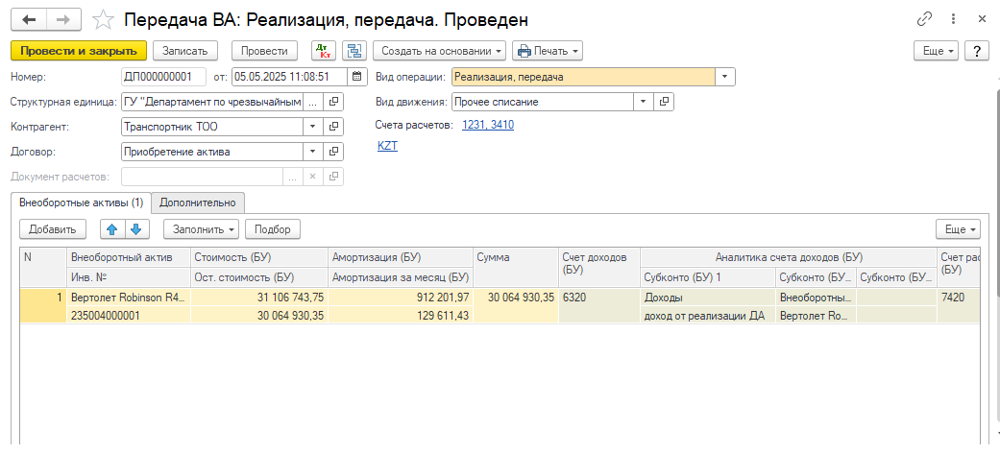 Передача ВА: Реализация, передача. Проведен
Провести и закрыть Записать Провести Дт Кт Создать на основании Печать Еще ?
Номер: ДП000000001 от: 05.05.2025 11:08:51 Вид операции: Реализация, передача
Структурная единица: ГУ "Департамент по чрезвычайным ... Вид движения: Прочее списание
Контрагент: Транспортник ТОО Счета расчетов: 1231, 3410
KZT
Договор: Приобретение актива
Документ расчетов: ...
Внеоборотные активы (1) Дополнительно
Добавить Заполнить Подбор Еще
N Внеоборотный актив Стоимость (БУ) Амортизация (БУ) Сумма Счет доходов (БУ) Аналитика счета доходов (БУ) Счет рас (БУ)
Инв. № Ост. стоимость (БУ) Амортизация за месяц (БУ) Субконто (БУ) 1 Субконто (БУ... Субконто (БУ)...
1 Вертолет Robinson R4... 31 106 743,75 912 201,97 30 064 930,35 6320 Доходы Внеоборотны... 7420
235004000001 30 064 930,35 129 611,43 доход от реализации ДА Вертолет Ro...